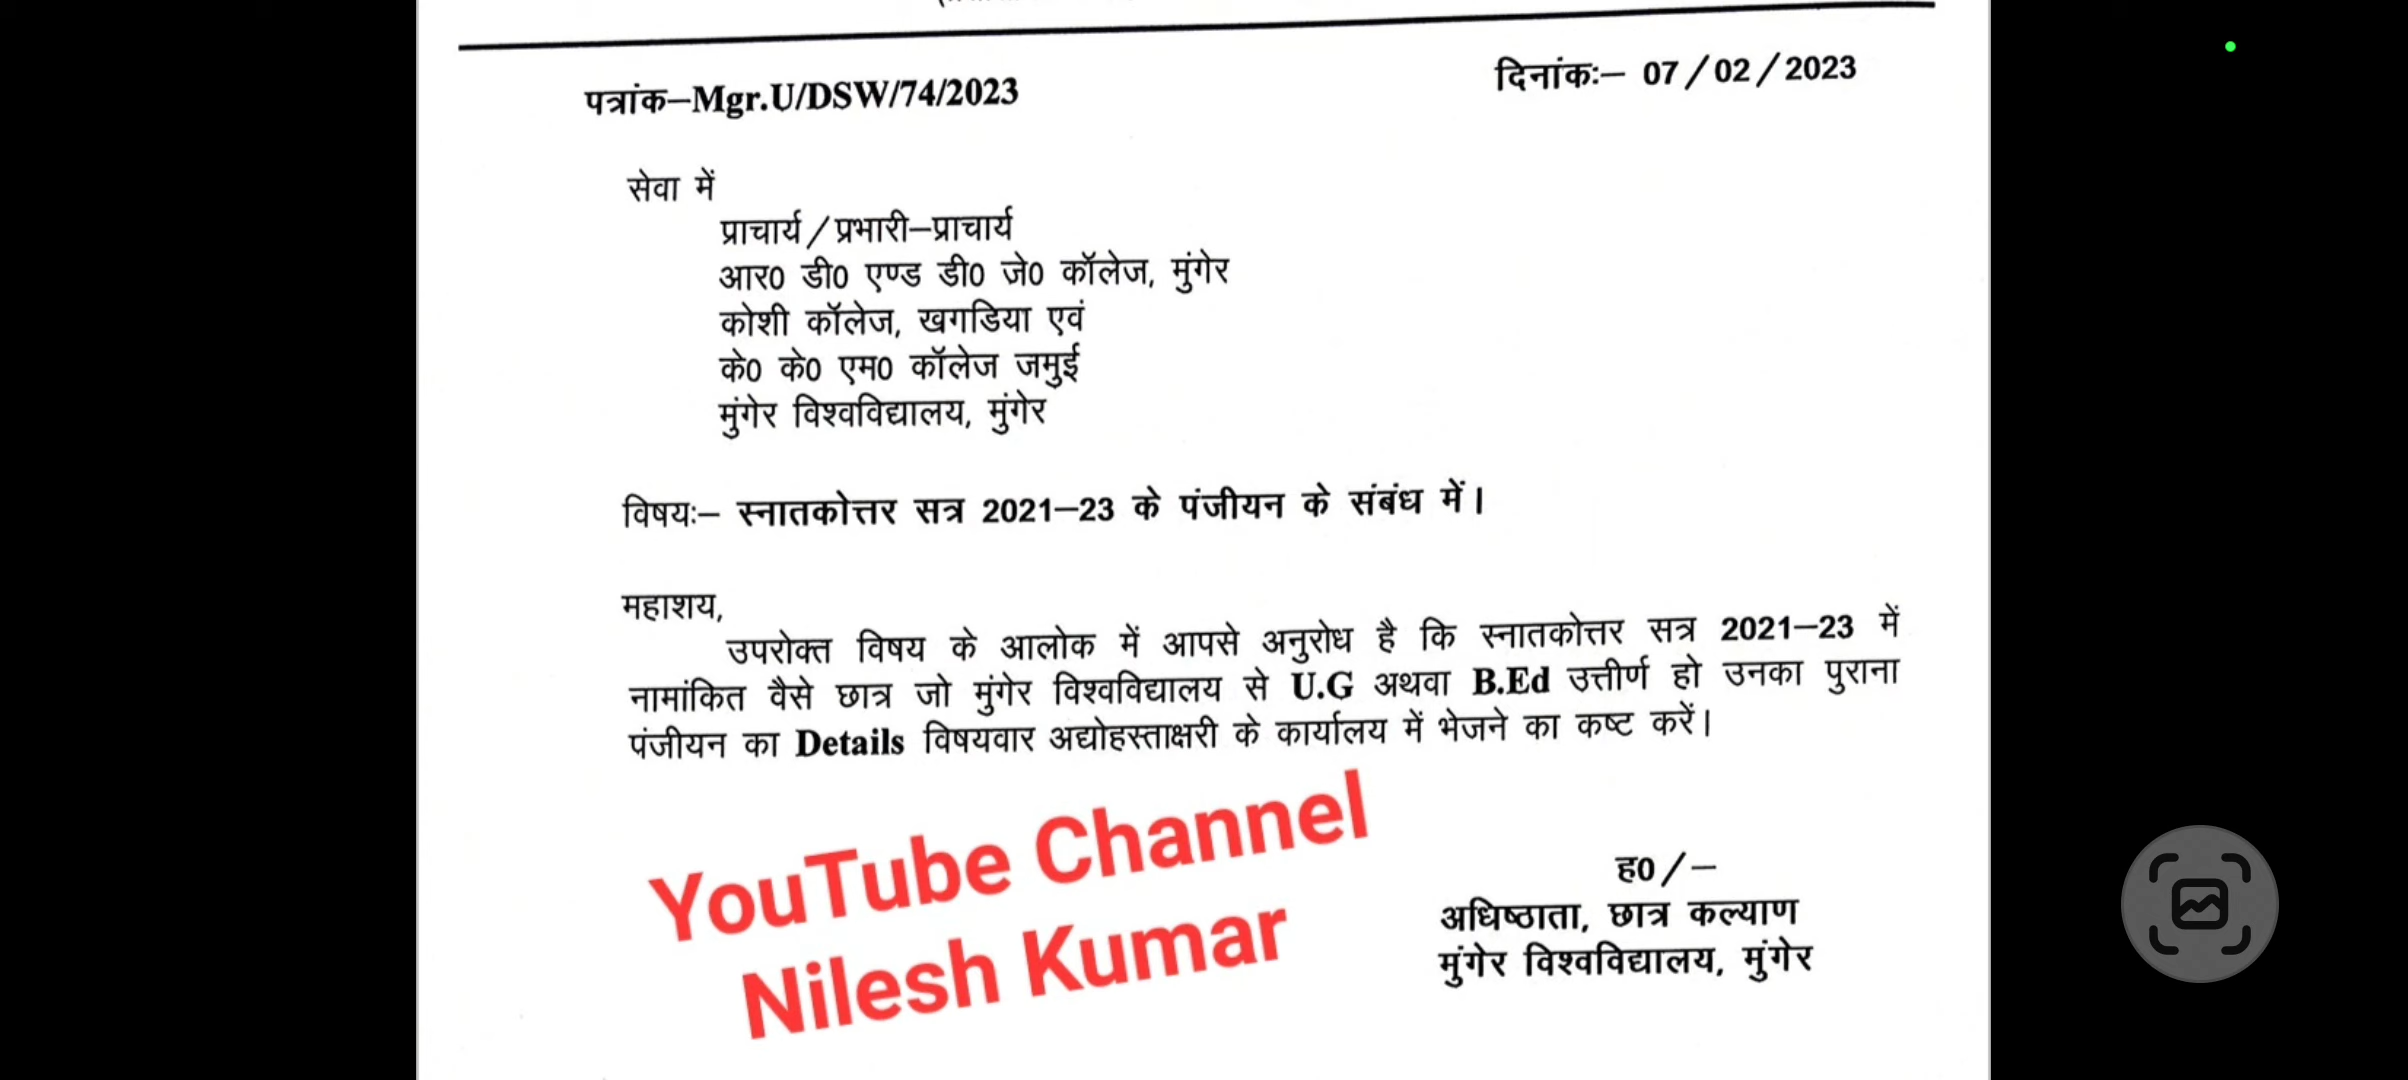 पत्रांक–Mgr.U/DSW/74/2023
दिनांकः– 07/02/2023
सेवा में
प्राचार्य/प्रभारी–प्राचार्य
आर0 डी0 एण्ड डी0 जे0 कॉलेज, मुंगेर
कोशी कॉलेज, खगडिया एवं
के0 के0 एम0 कॉलेज जमुई
मुंगेर विश्वविद्यालय, मुंगेर
विषयः– स्नातकोत्तर सत्र 2021–23 के पंजीयन के संबंध में।
महाशय,
उपरोक्त विषय के आलोक में आपसे अनुरोध है कि स्नातकोत्तर सत्र 2021–23 में
नामांकित वैसे छात्र जो मुंगेर विश्वविद्यालय से U.G अथवा B.Ed उत्तीर्ण हो उनका पुराना
पंजीयन का Details विषयवार अद्योहस्ताक्षरी के कार्यालय में भेजने का कष्ट करें।
YouTube Channel
Nilesh Kumar
ह0/–
अधिष्ठाता, छात्र कल्याण
मुंगेर विश्वविद्यालय, मुंगेर